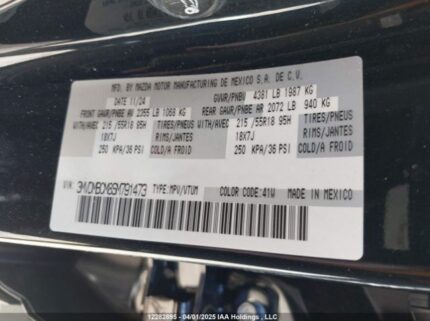 MFD. BY MAZDA MOTOR MANUFACTURING DE MEXICO S.A. DE C.V.
DATE 11/24 GVWR/PNBV 4381 LB 1987 KG
FRONT GAWR/PNBE AV 2355 LB 1068 KG REAR GAWR/PNBE AR 2072 LB 940 KG
WITH/AVEC 215 /55R18 95H TIRES/PNEUS WITH/AVEC 215 /55R18 95H TIRES/PNEUS
18X7J RIMS/JANTES 18X7J RIMS/JANTES
250 KPA/36 PSI COLD/A FROID 250 KPA/36 PSI COLD/A FROID
VIN: TYPE:MPV/VTUM COLOR CODE:41W MADE IN MEXICO
12282895 - 04/01/2025 IAA Holdings, LLC